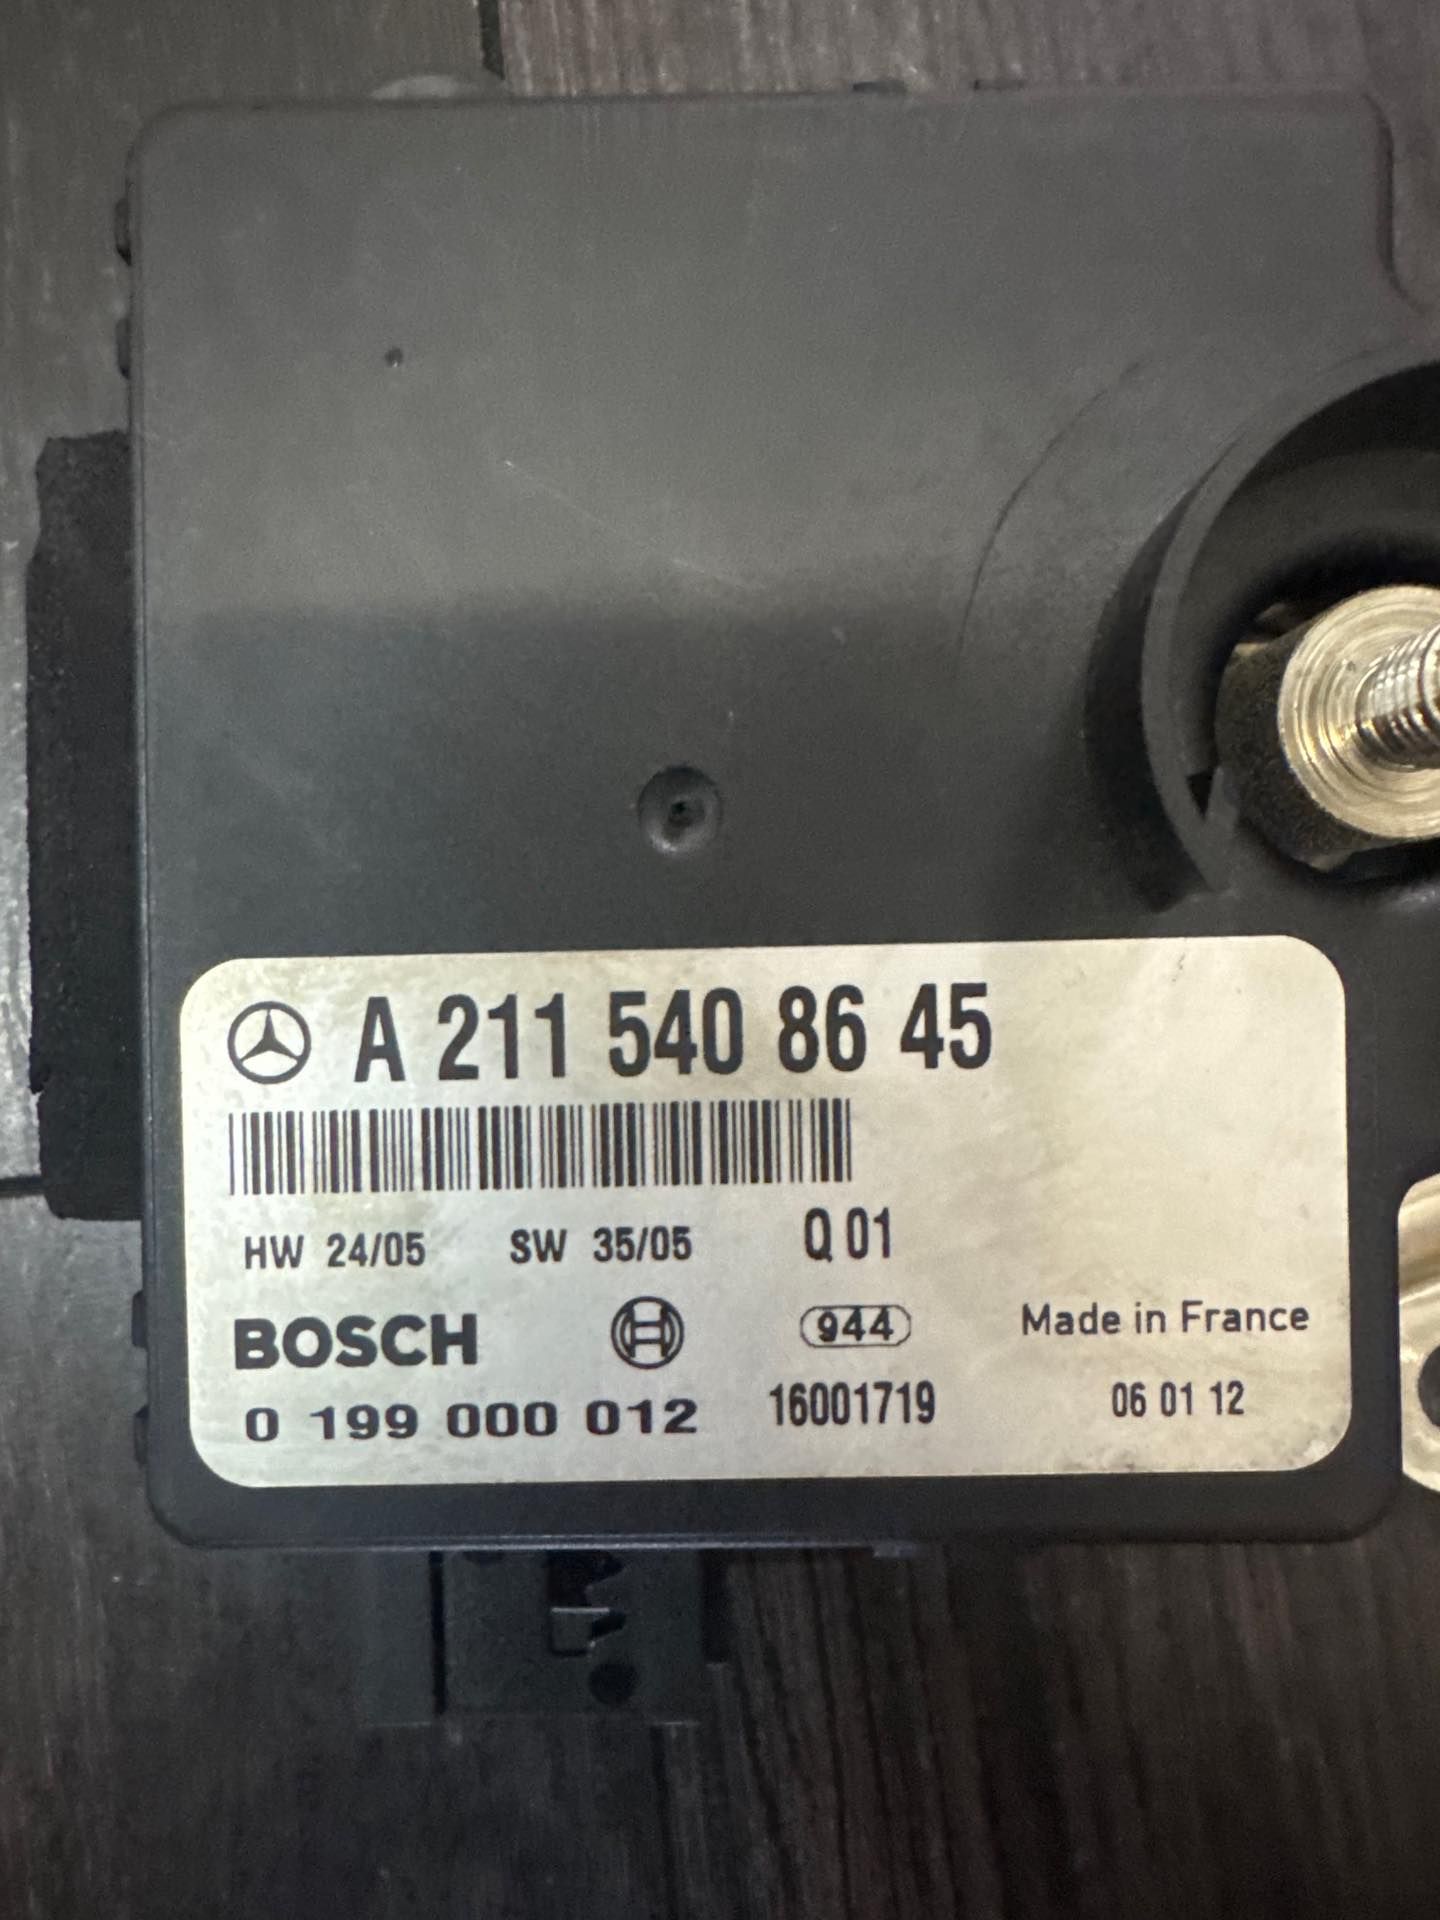 A 211 540 86 45
HW 24/05 SW 35/05 Q 01
BOSCH 944 Made in France
0 199 000 012 16001719 06 01 12